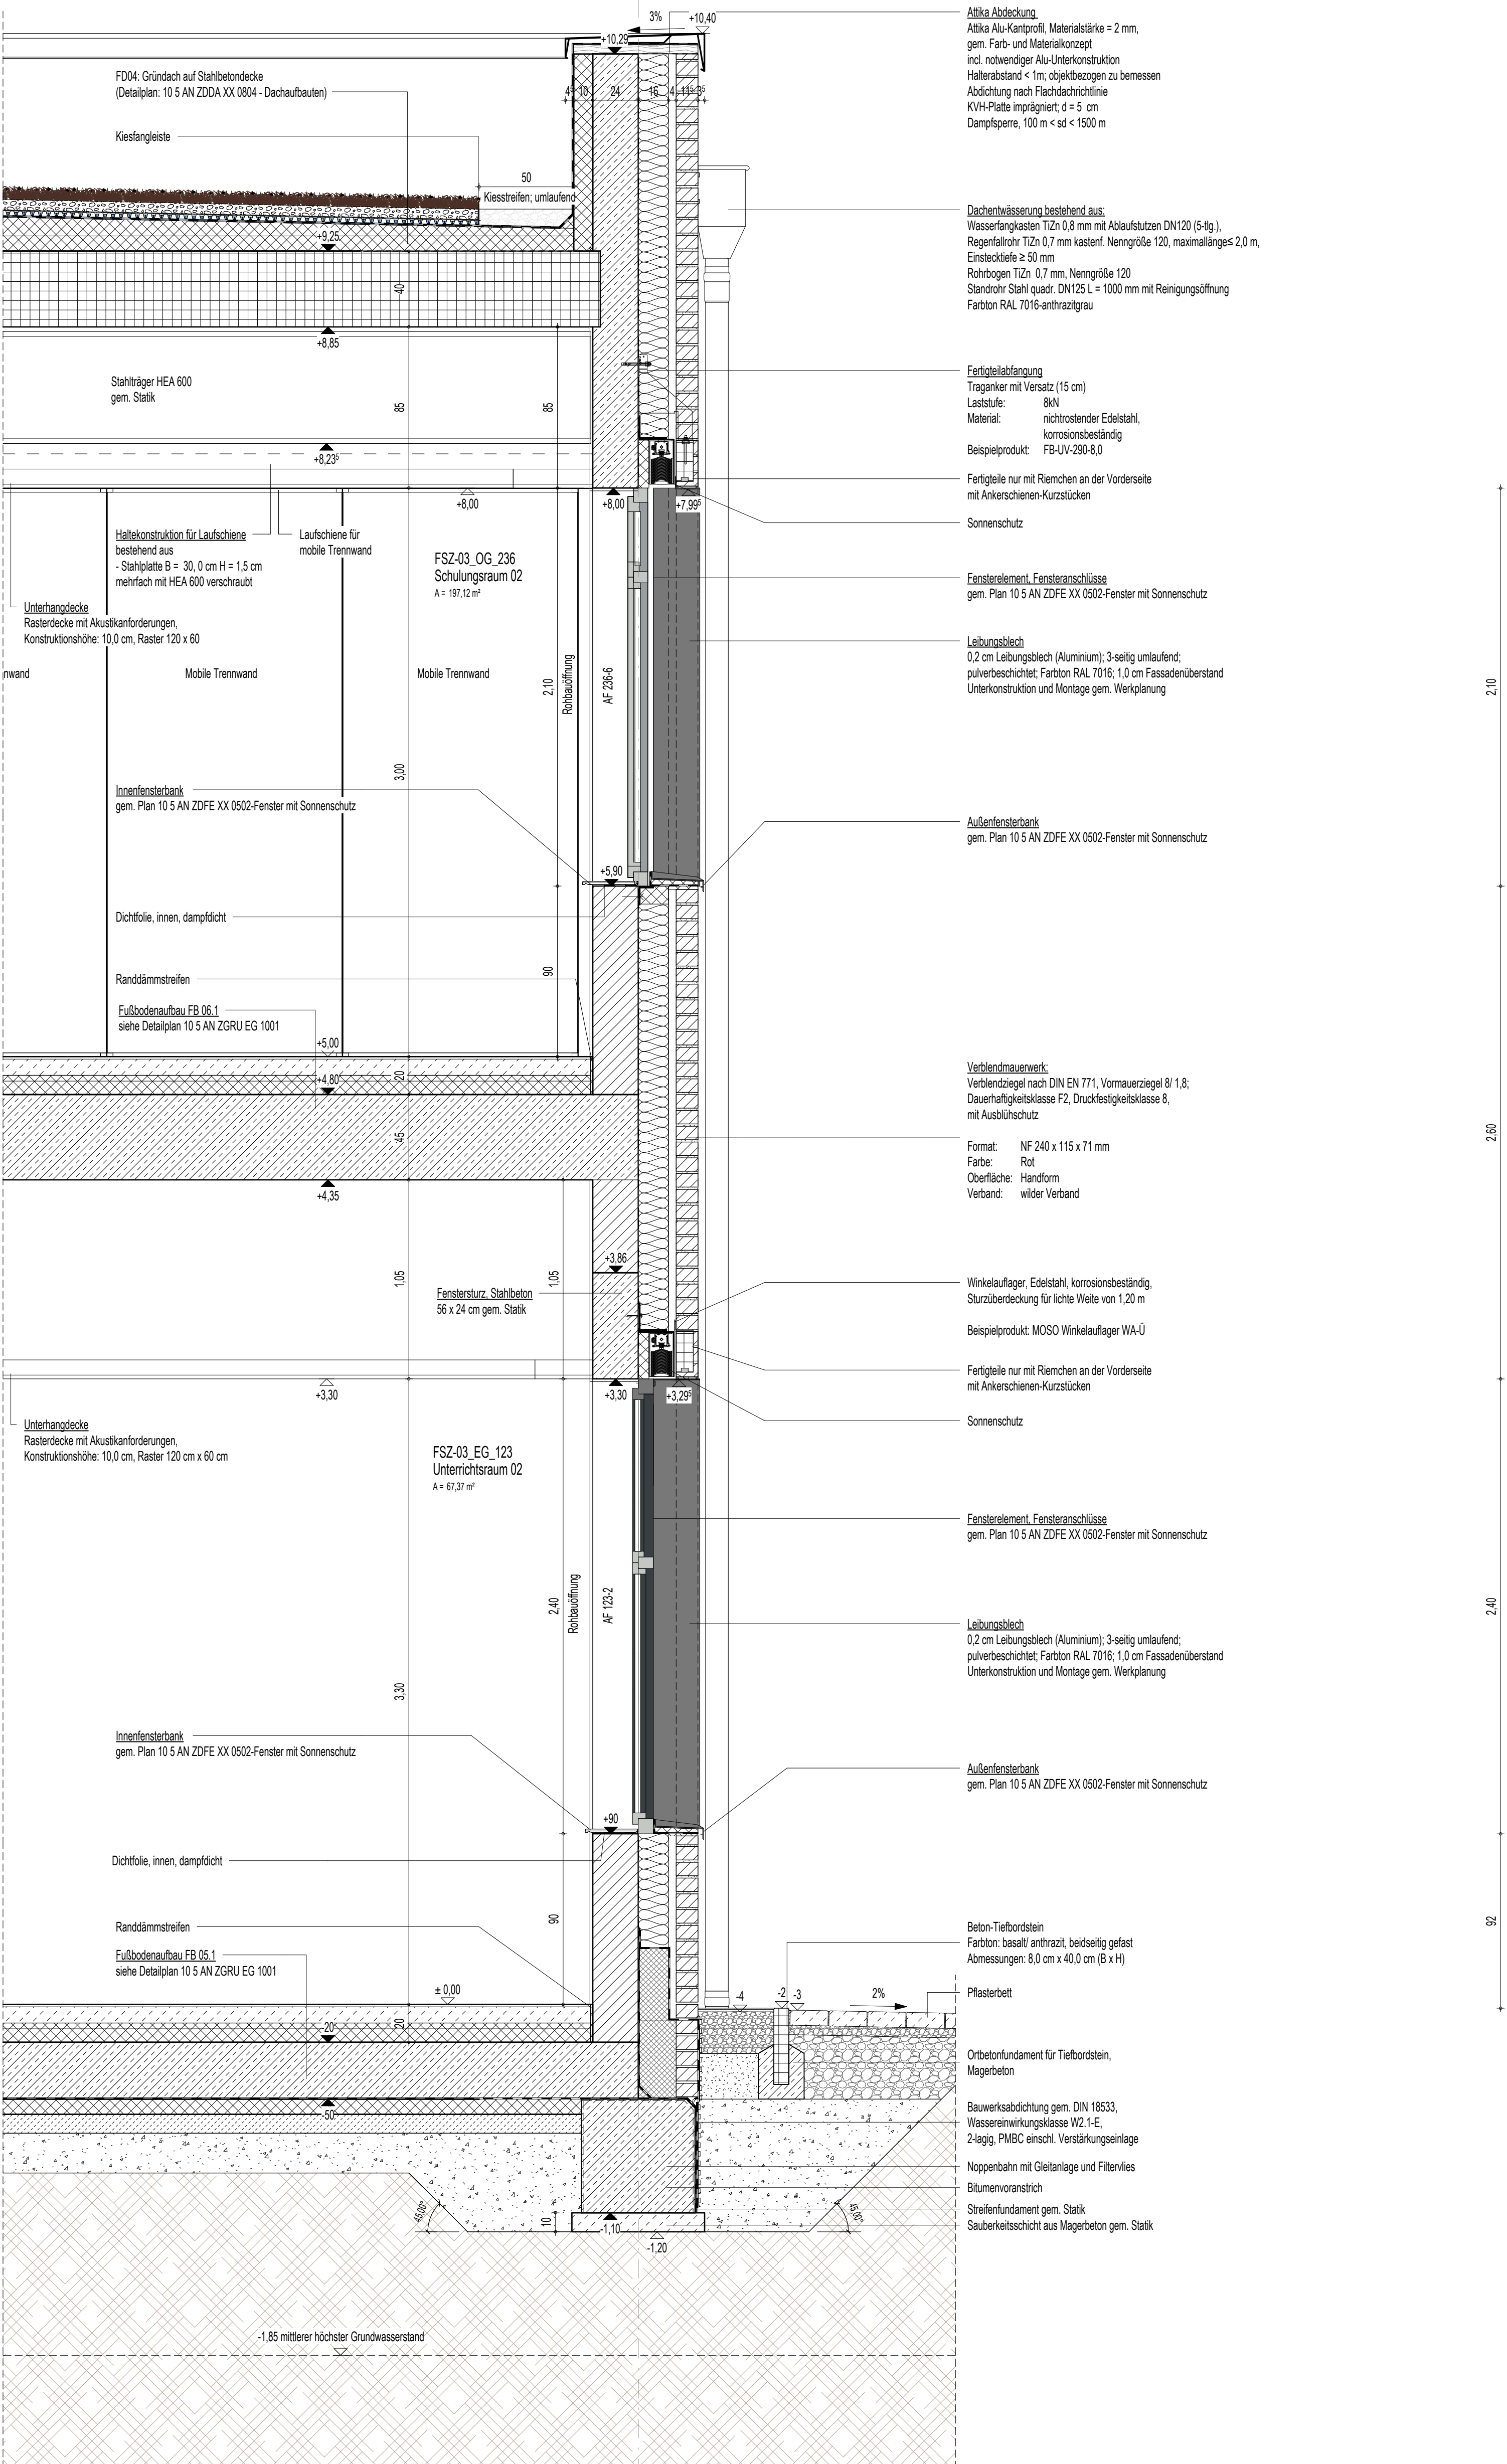 3%
+10,40
+10,29
Attika Abdeckung
Attika Alu-Kantprofil, Materialstärke = 2 mm,
gem. Farb- und Materialkonzept
incl. notwendiger Alu-Unterkonstruktion
Halterabstand < 1m; objektbezogen zu bemessen
Abdichtung nach Flachdachrichtlinie
KVH-Platte imprägniert; d = 5 cm
Dampfsperre, 100 m < sd < 1500 m
FD04: Gründach auf Stahlbetondecke
(Detailplan: 10 5 AN ZDDA XX 0804 - Dachaufbauten)
4⁵ 10 24 16 4 11⁵ 3⁵
Kiesfangleiste
50
Kiesstreifen; umlaufend
+9,25
Dachentwässerung bestehend aus:
Wasserfangkasten TiZn 0,8 mm mit Ablaufstutzen DN120 (5-tlg.),
Regenfallrohr TiZn 0,7 mm kastenf. Nenngröße 120, maximallänge≤ 2,0 m,
Einstecktiefe ≥ 50 mm
Rohrbogen TiZn 0,7 mm, Nenngröße 120
Standrohr Stahl quadr. DN125 L = 1000 mm mit Reinigungsöffnung
Farbton RAL 7016-anthrazitgrau
40
+8,85
Stahlträger HEA 600
gem. Statik
85
85
Fertigteilabfangung
Traganker mit Versatz (15 cm)
Laststufe: 8kN
Material: nichtrostender Edelstahl,
korrosionsbeständig
Beispielprodukt: FB-UV-290-8,0
+8,23⁵
Fertigteile nur mit Riemchen an der Vorderseite
mit Ankerschienen-Kurzstücken
+8,00
+8,00
+7,99⁵
Sonnenschutz
Haltekonstruktion für Laufschiene
bestehend aus
- Stahlplatte B = 30, 0 cm H = 1,5 cm
mehrfach mit HEA 600 verschraubt
Laufschiene für
mobile Trennwand
FSZ-03_OG_236
Schulungsraum 02
A = 197,12 m²
Fensterelement, Fensteranschlüsse
gem. Plan 10 5 AN ZDFE XX 0502-Fenster mit Sonnenschutz
Unterhangdecke
Rasterdecke mit Akustikanforderungen,
Konstruktionshöhe: 10,0 cm, Raster 120 x 60
Leibungsblech
0,2 cm Leibungsblech (Aluminium); 3-seitig umlaufend;
pulverbeschichtet; Farbton RAL 7016; 1,0 cm Fassadenüberstand
Unterkonstruktion und Montage gem. Werkplanung
nwand
Mobile Trennwand
Mobile Trennwand
2,10
Rohbauöffnung
AF 236-6
2,10
3,00
Innenfensterbank
gem. Plan 10 5 AN ZDFE XX 0502-Fenster mit Sonnenschutz
Außenfensterbank
gem. Plan 10 5 AN ZDFE XX 0502-Fenster mit Sonnenschutz
+5,90
Dichtfolie, innen, dampfdicht
90
Randdämmstreifen
Fußbodenaufbau FB 06.1
siehe Detailplan 10 5 AN ZGRU EG 1001
+5,00
20
+4,80
45
+4,35
Verblendmauerwerk:
Verblendziegel nach DIN EN 771, Vormauerziegel 8/ 1,8;
Dauerhaftigkeitsklasse F2, Druckfestigkeitsklasse 8,
mit Ausblühschutz
Format: NF 240 x 115 x 71 mm
Farbe: Rot
Oberfläche: Handform
Verband: wilder Verband
2,60
+3,86
1,05
1,05
Fenstersturz, Stahlbeton
56 x 24 cm gem. Statik
Winkelauflager, Edelstahl, korrosionsbeständig,
Sturzüberdeckung für lichte Weite von 1,20 m
Beispielprodukt: MOSO Winkelauflager WA-Ü
Fertigteile nur mit Riemchen an der Vorderseite
mit Ankerschienen-Kurzstücken
+3,30
+3,30
+3,29⁵
Sonnenschutz
Unterhangdecke
Rasterdecke mit Akustikanforderungen,
Konstruktionshöhe: 10,0 cm, Raster 120 cm x 60 cm
FSZ-03_EG_123
Unterrichtsraum 02
A = 67,37 m²
Fensterelement, Fensteranschlüsse
gem. Plan 10 5 AN ZDFE XX 0502-Fenster mit Sonnenschutz
2,40
Rohbauöffnung
AF 123-2
2,40
Leibungsblech
0,2 cm Leibungsblech (Aluminium); 3-seitig umlaufend;
pulverbeschichtet; Farbton RAL 7016; 1,0 cm Fassadenüberstand
Unterkonstruktion und Montage gem. Werkplanung
3,30
Innenfensterbank
gem. Plan 10 5 AN ZDFE XX 0502-Fenster mit Sonnenschutz
Außenfensterbank
gem. Plan 10 5 AN ZDFE XX 0502-Fenster mit Sonnenschutz
+90
Dichtfolie, innen, dampfdicht
90
92
Randdämmstreifen
Fußbodenaufbau FB 05.1
siehe Detailplan 10 5 AN ZGRU EG 1001
Beton-Tiefbordstein
Farbton: basalt/ anthrazit, beidseitig gefast
Abmessungen: 8,0 cm x 40,0 cm (B x H)
± 0,00
-4
-2
-3
2%
Pflasterbett
-20
20
Ortbetonfundament für Tiefbordstein,
Magerbeton
-50
Bauwerksabdichtung gem. DIN 18533,
Wassereinwirkungsklasse W2.1-E,
2-lagig, PMBC einschl. Verstärkungseinlage
Noppenbahn mit Gleitanlage und Filtervlies
Bitumenvoranstrich
Streifenfundament gem. Statik
Sauberkeitsschicht aus Magerbeton gem. Statik
45,00°
10
-1,10
45,00°
-1,20
-1,85 mittlerer höchster Grundwasserstand